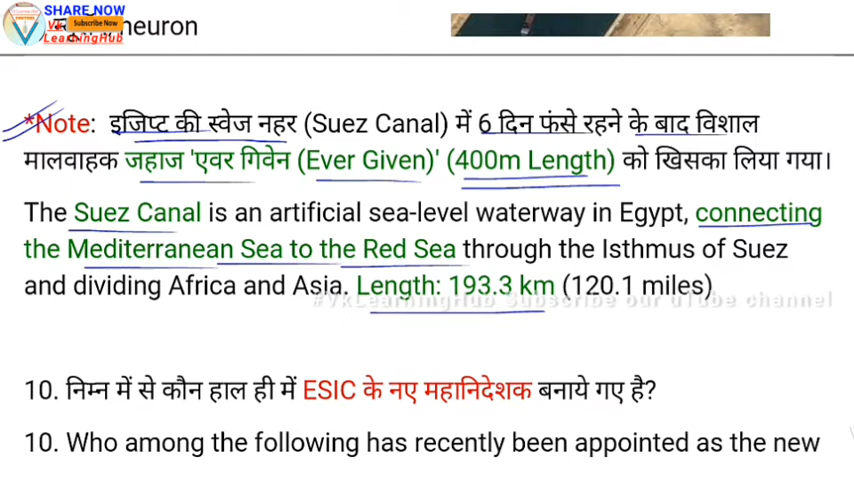 SHARE NOW
Vk Subscribe Now
LearningHub
neuron
*Note: इजिप्ट की स्वेज नहर (Suez Canal) में 6 दिन फंसे रहने के बाद विशाल
मालवाहक जहाज 'एवर गिवेन (Ever Given)' (400m Length) को खिसका लिया गया।
The Suez Canal is an artificial sea-level waterway in Egypt, connecting
the Mediterranean Sea to the Red Sea through the Isthmus of Suez
and dividing Africa and Asia. Length: 193.3 km (120.1 miles)
#VkLearningHub Subscribe our uTube channel
10. निम्न में से कौन हाल ही में ESIC के नए महानिदेशक बनाये गए है?
10. Who among the following has recently been appointed as the new